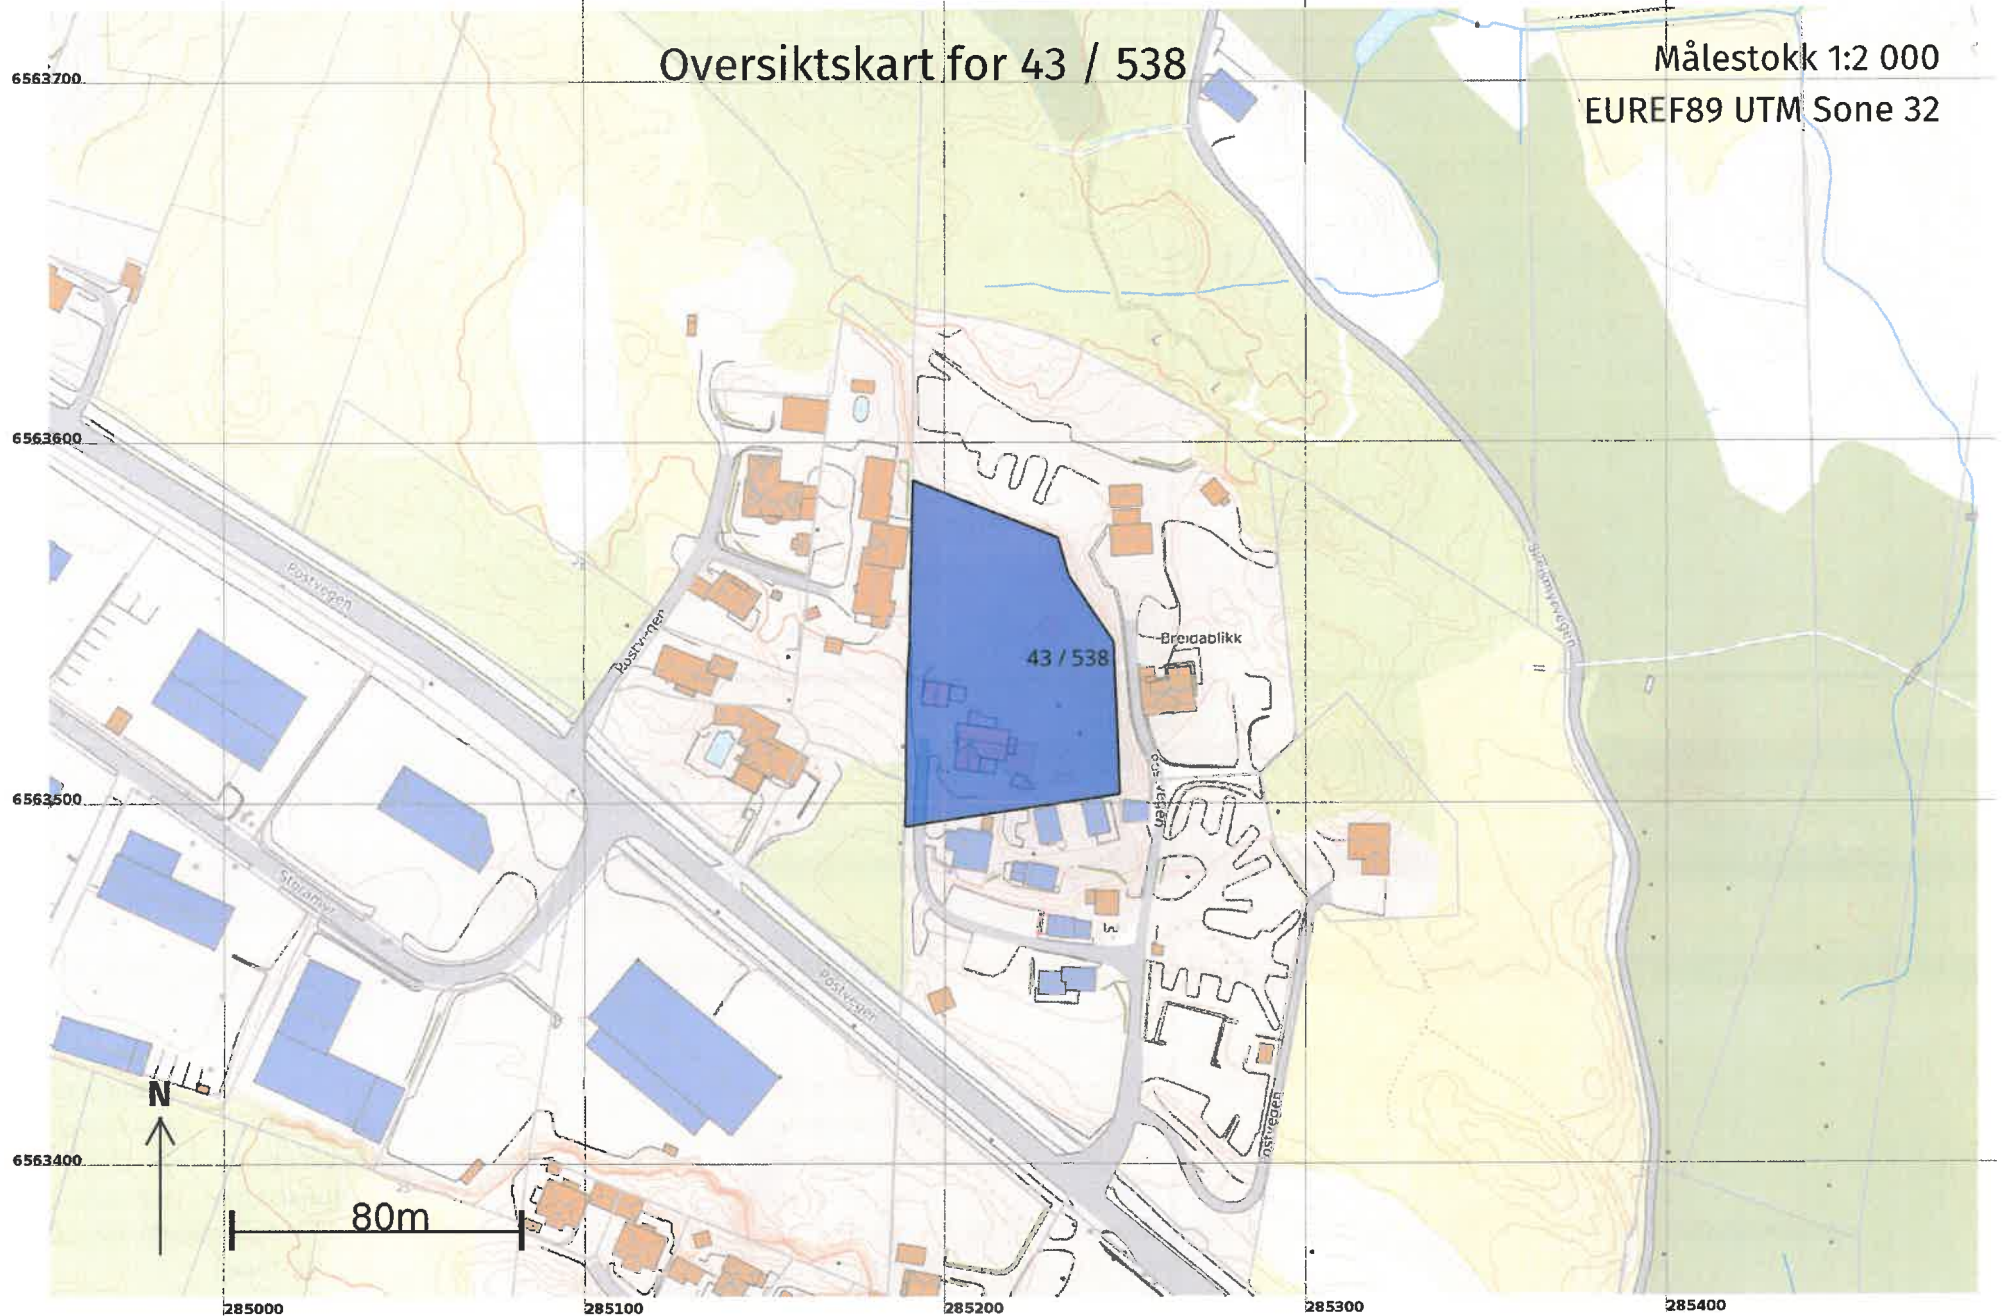 Oversiktskart for 43 / 538
Målestokk 1:2 000
EUREF89 UTM Sone 32
6563700
6563600
Postvegen
Postvegen
Breidablikk
43 / 538
6563500
Postvegen
Postvegen
N
6563400
80m
285000
285100
285200
285300
285400